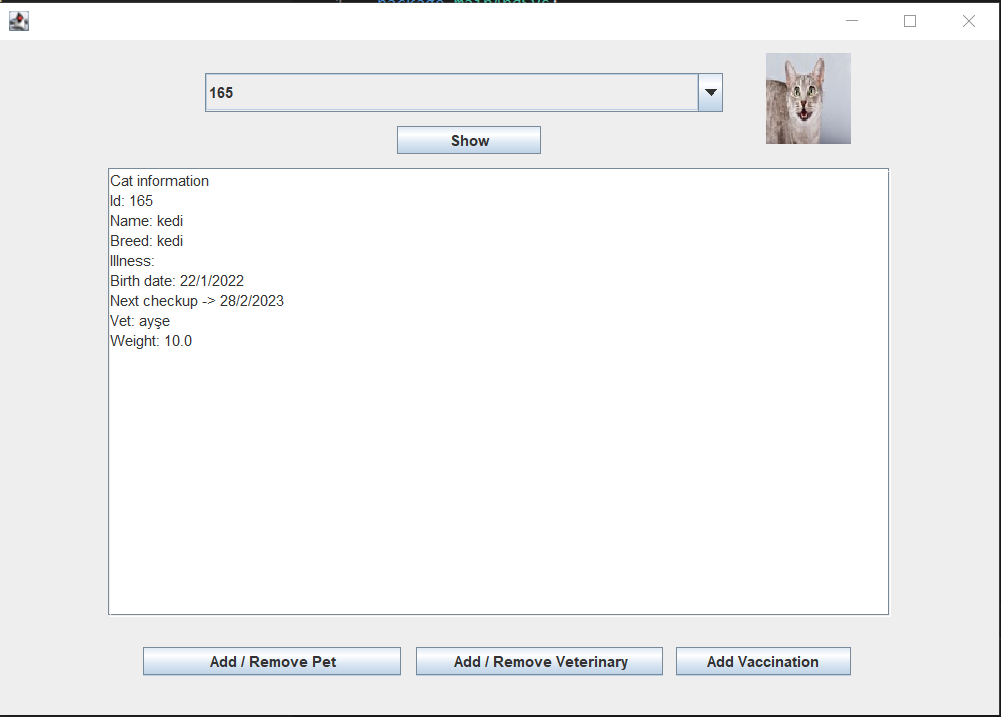 165
Show
Cat information
Id: 165
Name: kedi
Breed: kedi
Illness:
Birth date: 22/1/2022
Next checkup -> 28/2/2023
Vet: ayşe
Weight: 10.0
Add / Remove Pet
Add / Remove Veterinary
Add Vaccination